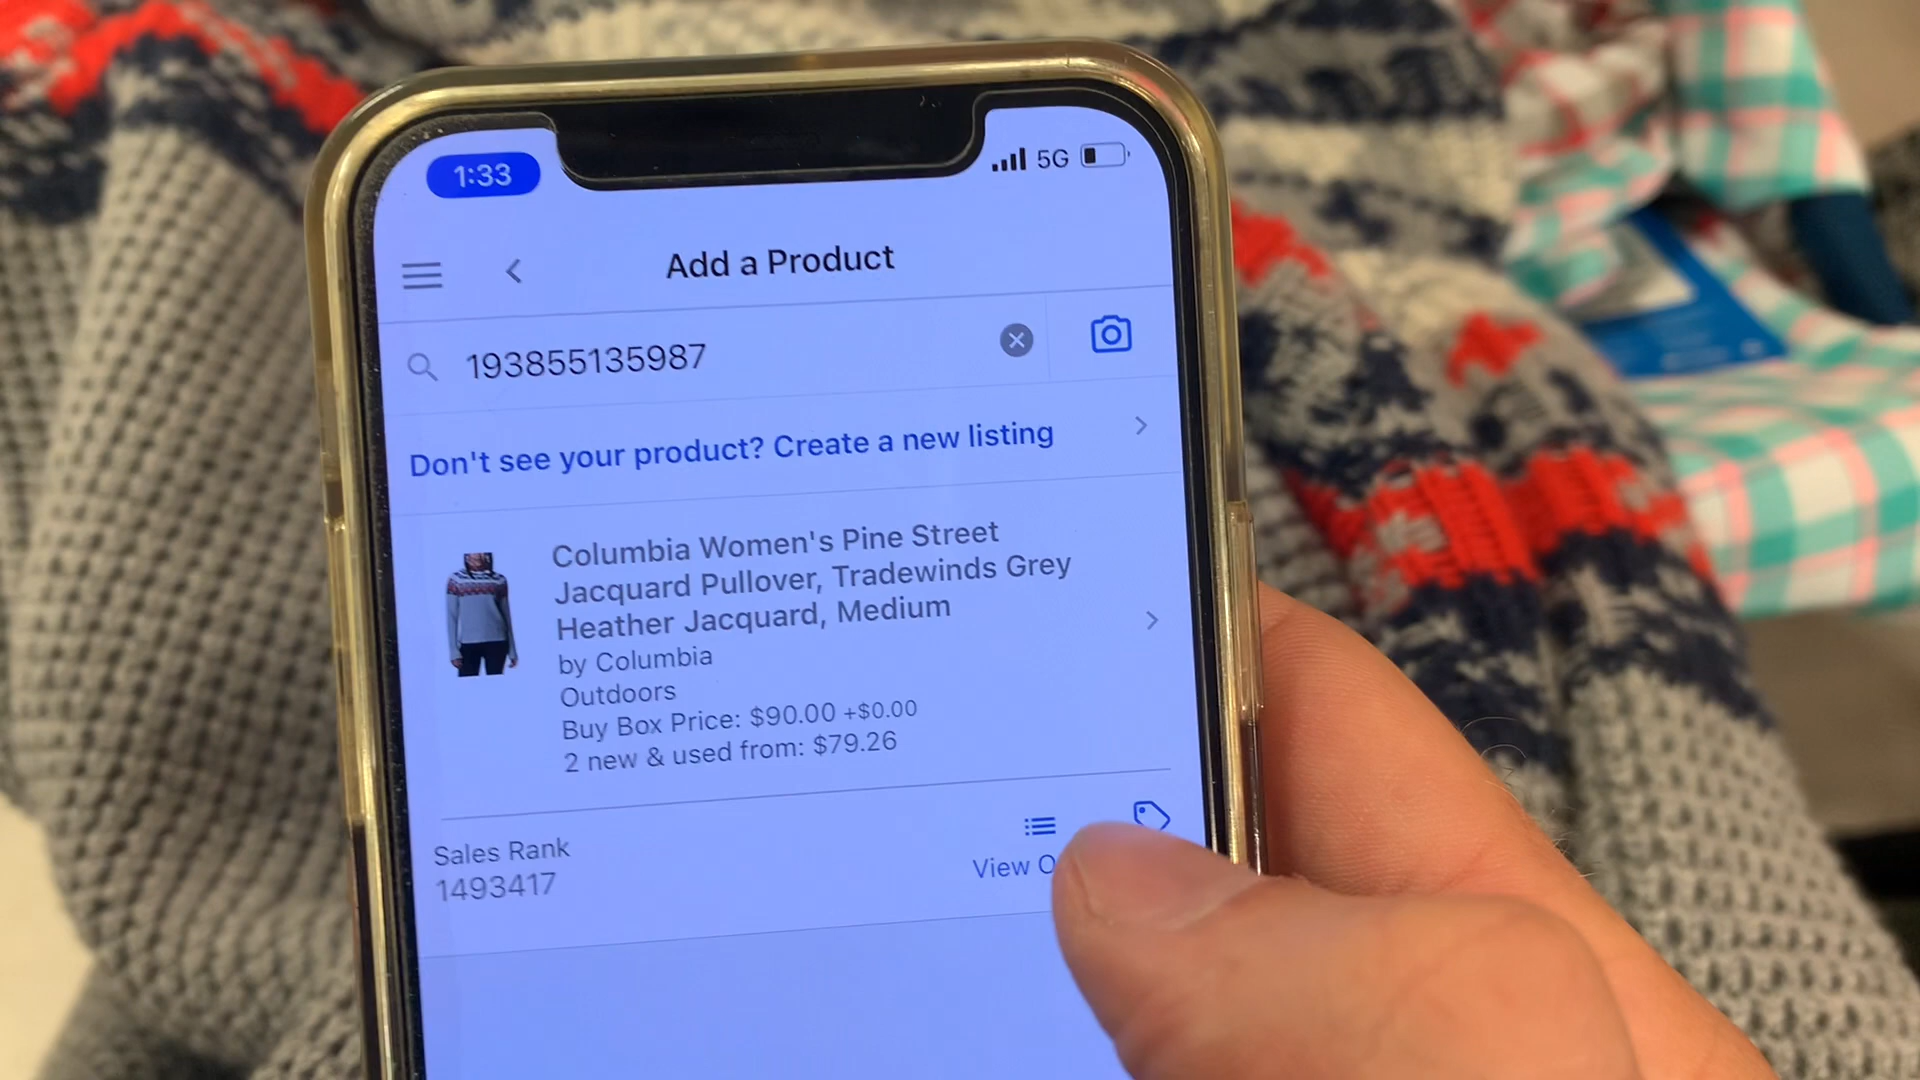 1:33
5G
Add a Product
193855135987
Don't see your product? Create a new listing
Columbia Women's Pine Street
Jacquard Pullover, Tradewinds Grey
Heather Jacquard, Medium
by Columbia
Outdoors
Buy Box Price: $90.00 +$0.00
2 new & used from: $79.26
Sales Rank
1493417
View